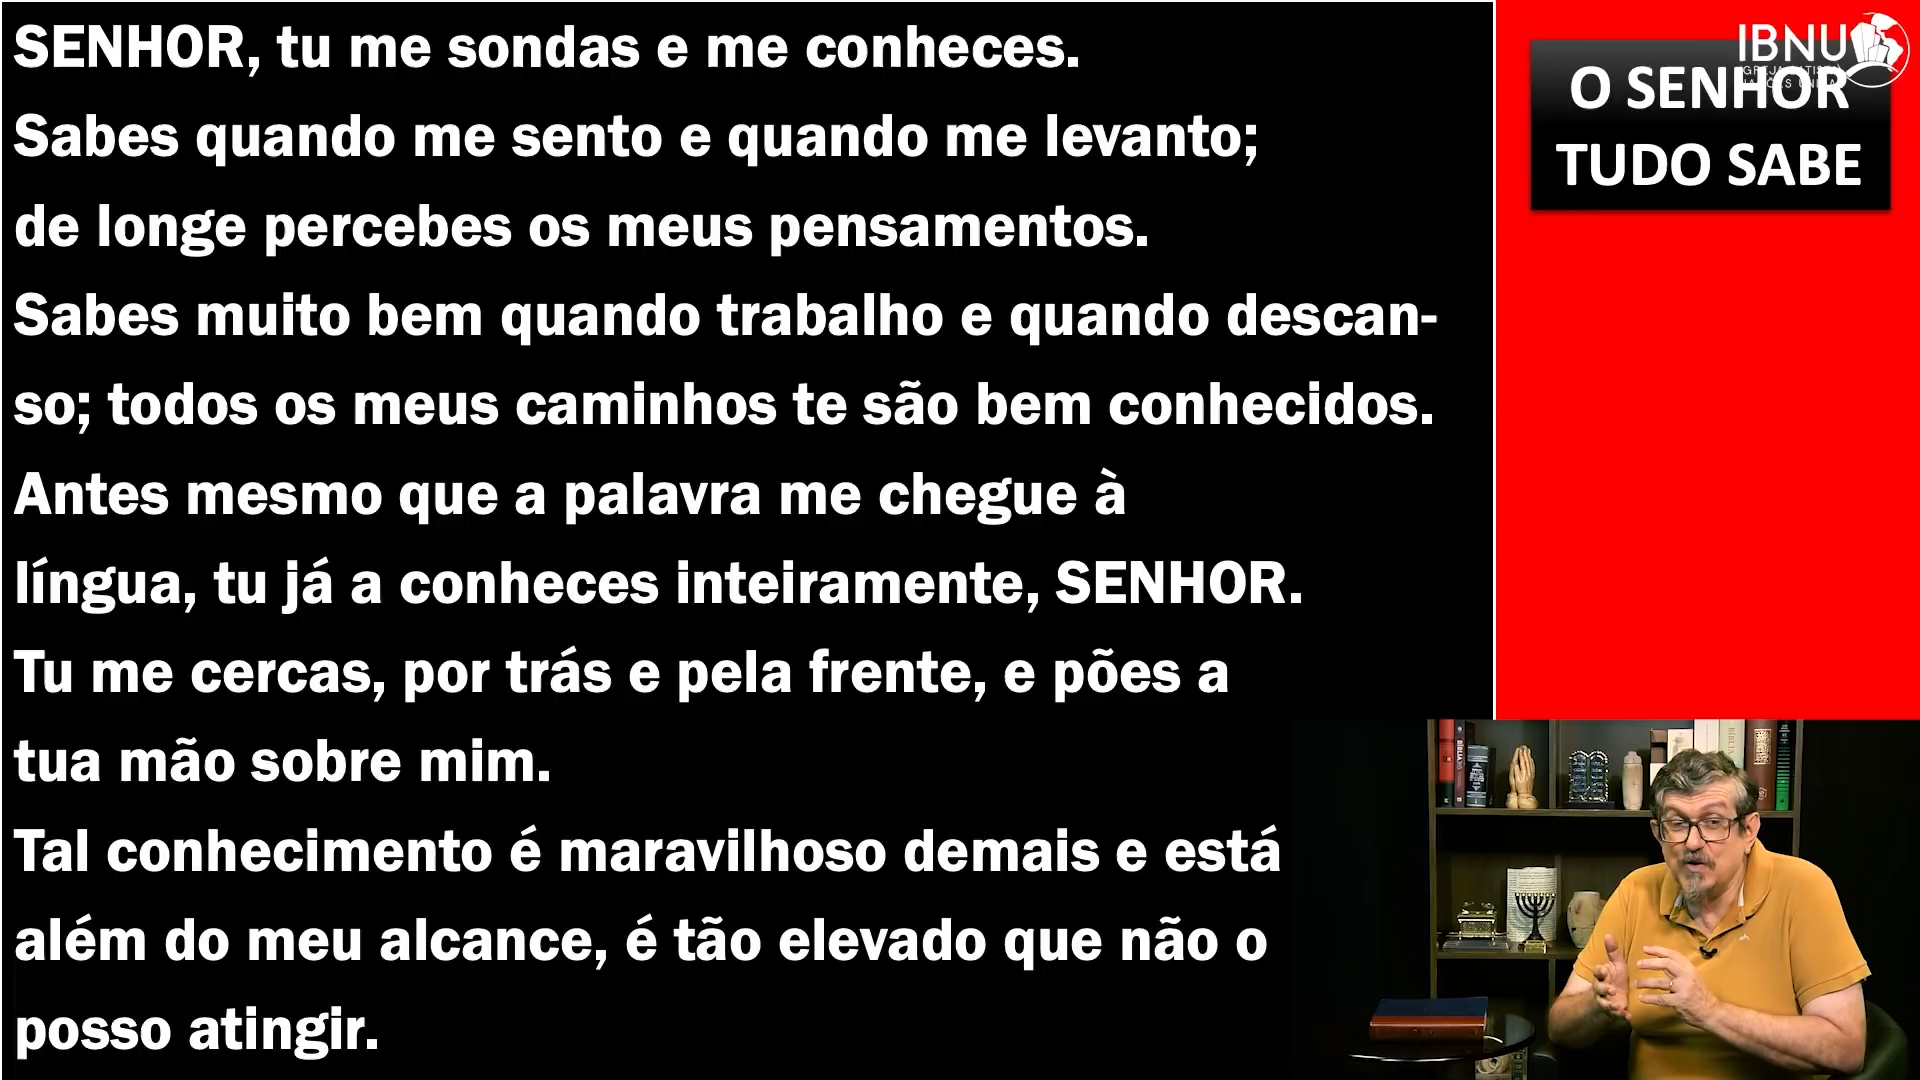 SENHOR, tu me sondas e me conheces.
Sabes quando me sento e quando me levanto;
de longe percebes os meus pensamentos.
Sabes muito bem quando trabalho e quando descan-
so; todos os meus caminhos te são bem conhecidos.
Antes mesmo que a palavra me chegue à
língua, tu já a conheces inteiramente, SENHOR.
Tu me cercas, por trás e pela frente, e pões a
tua mão sobre mim.
Tal conhecimento é maravilhoso demais e está
além do meu alcance, é tão elevado que não o
posso atingir.
IBNU
O SENHOR
TUDO SABE
BÍBLIA